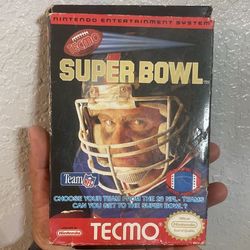 NINTENDO ENTERTAINMENT SYSTEM
TECMO
SUPER BOWL
Team NFL
CHOOSE YOUR TEAM FROM THE 28 NFL TEAMS
CAN YOU GET TO THE SUPER BOWL?
TECMO
Nintendo